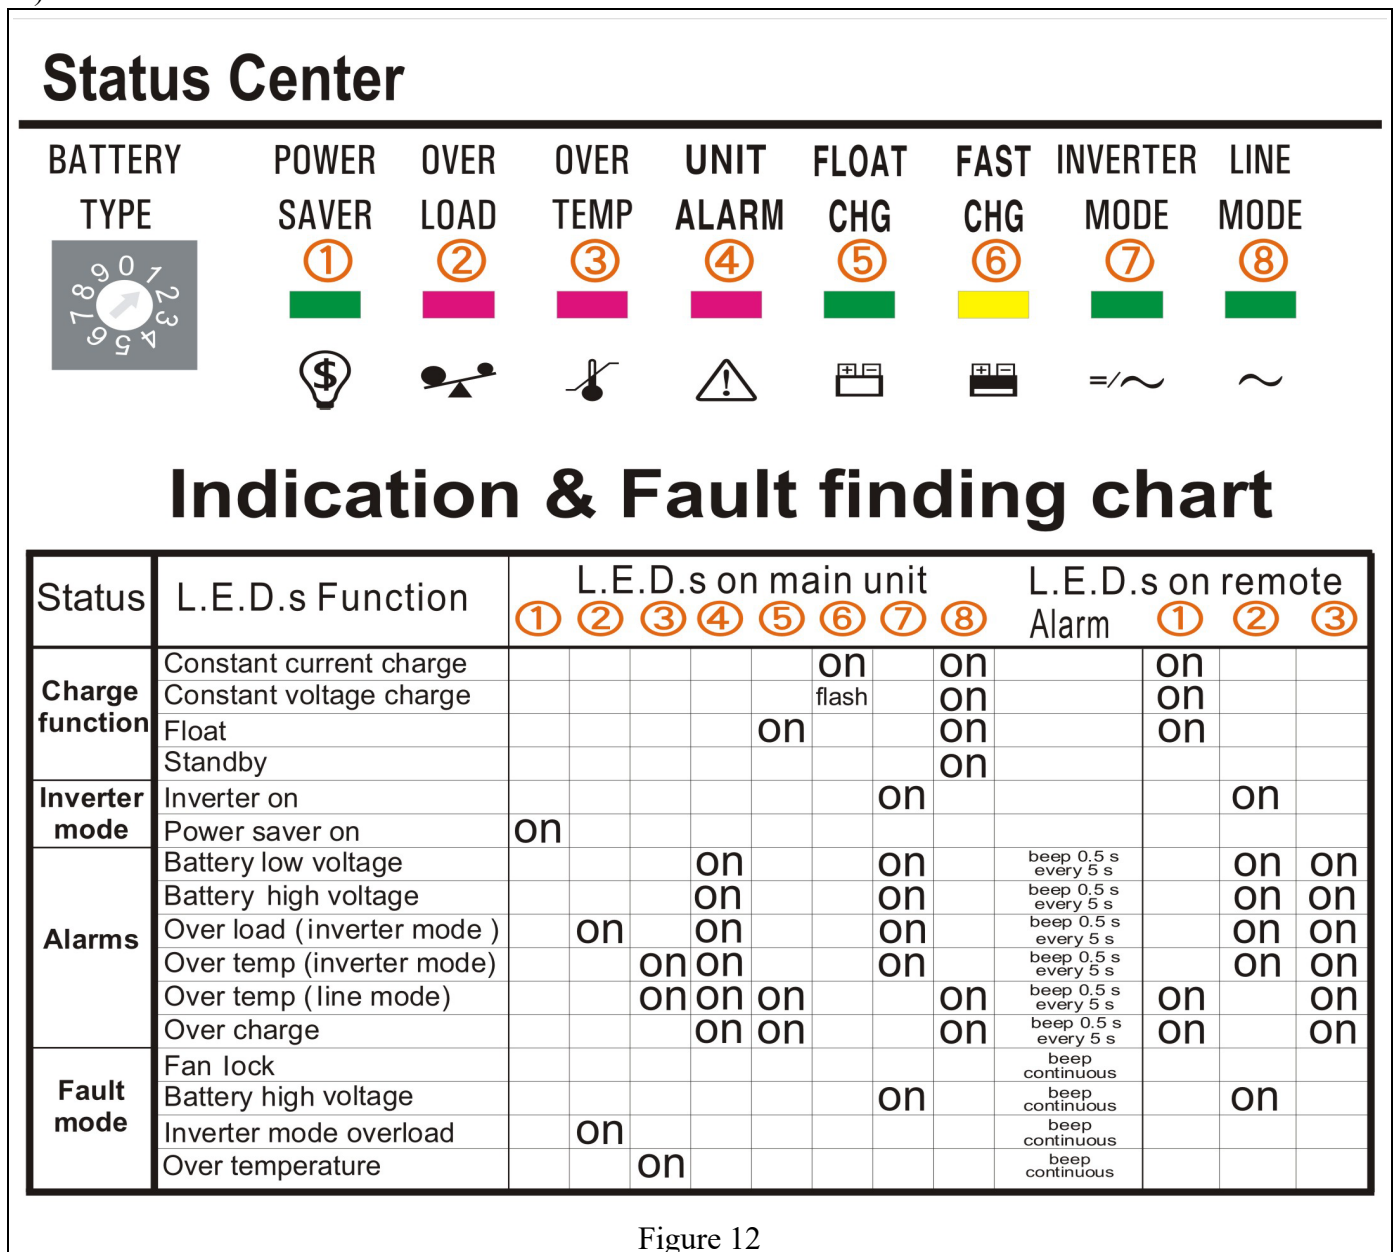 )
Status Center
BATTERY TYPE
POWER SAVER
OVER LOAD
OVER TEMP
UNIT ALARM
FLOAT CHG
FAST CHG
INVERTER MODE
LINE MODE
① ② ③ ④ ⑤ ⑥ ⑦ ⑧
0 1 2 3 4 5 6 7 8 9
$ ! + − + − =/~ ~
Indication & Fault finding chart
Status L.E.D.s Function L.E.D.s on main unit L.E.D.s on remote
① ② ③ ④ ⑤ ⑥ ⑦ ⑧ Alarm ① ② ③
Charge function
Constant current charge on on on
Constant voltage charge flash on on
Float on on on
Standby on
Inverter mode
Inverter on on on
Power saver on on
Alarms
Battery low voltage on on beep 0.5 s every 5 s on on
Battery high voltage on on beep 0.5 s every 5 s on on
Over load ( inverter mode ) on on on beep 0.5 s every 5 s on on
Over temp (inverter mode) on on on beep 0.5 s every 5 s on on
Over temp ( line mode) on on on on beep 0.5 s every 5 s on on
Over charge on on on beep 0.5 s every 5 s on on
Fault mode
Fan lock beep continuous
Battery high voltage on beep continuous on
Inverter mode overload on beep continuous
Over temperature on beep continuous
Figure 12